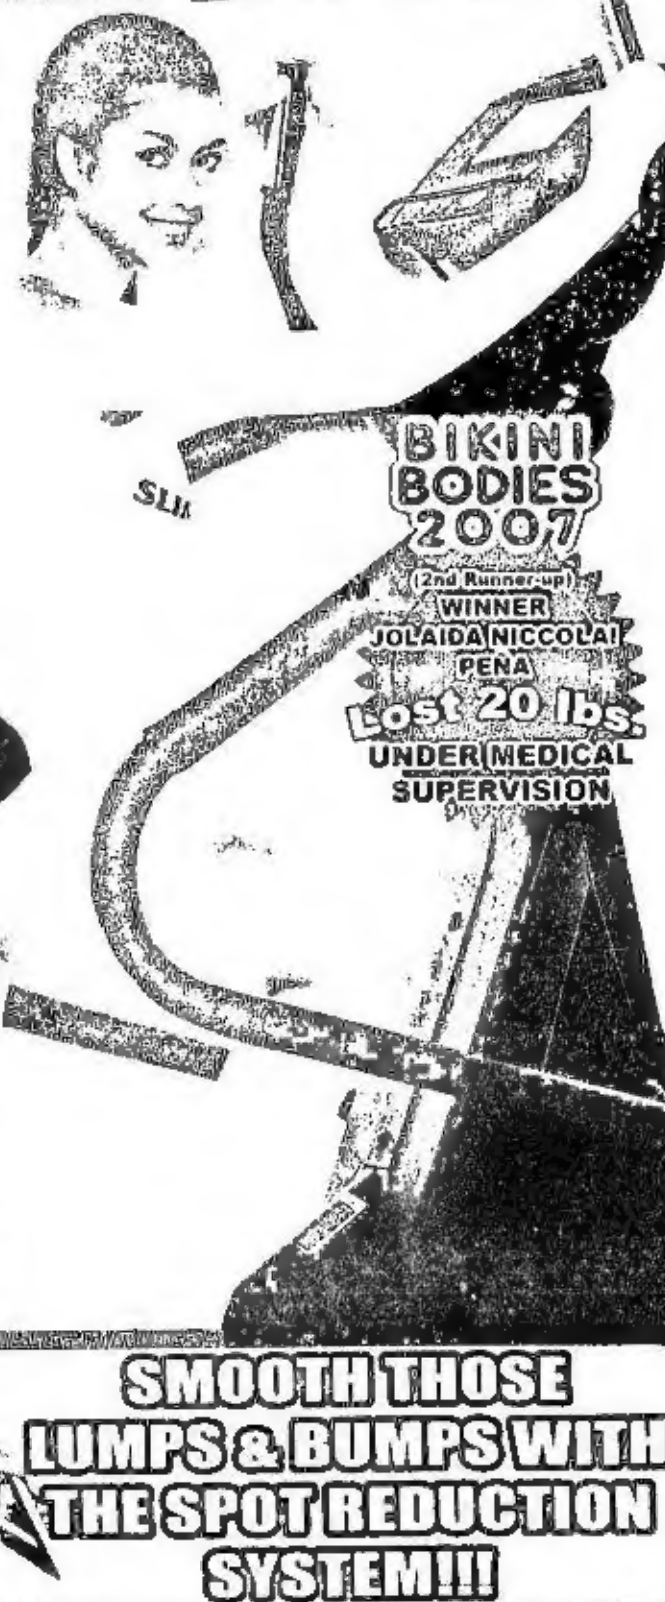 BIKINI
BODIES
2007
(2nd Runner-up)
WINNER
JOLAIDA NICCOLAI
PEÑA
Lost 20 lbs.
UNDER MEDICAL
SUPERVISION
SMOOTH THOSE
LUMPS & BUMPS WITH
THE SPOT REDUCTION
SYSTEM!!!